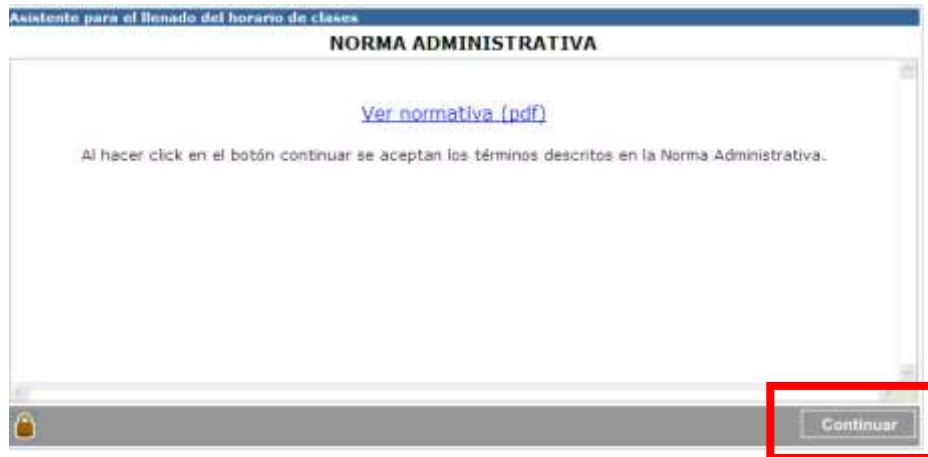 Asistente para el llenado del horario de clases
NORMA ADMINISTRATIVA
Ver normativa (pdf)
Al hacer click en el botón continuar se aceptan los términos descritos en la Norma Administrativa.
Continuar